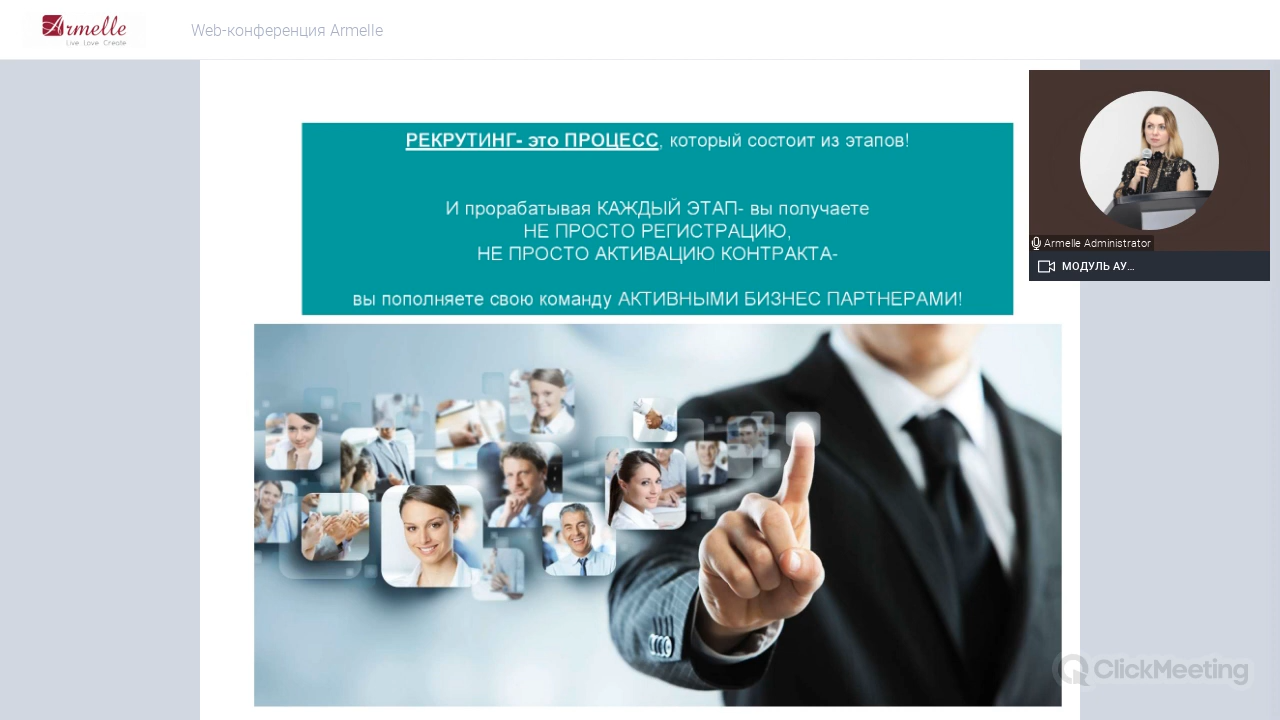 Armelle
Live Love Create
Web-конференция Armelle
РЕКРУТИНГ- это ПРОЦЕСС, который состоит из этапов!
И прорабатывая КАЖДЫЙ ЭТАП- вы получаете
НЕ ПРОСТО РЕГИСТРАЦИЮ,
НЕ ПРОСТО АКТИВАЦИЮ КОНТРАКТА-
вы пополняете свою команду АКТИВНЫМИ БИЗНЕС ПАРТНЕРАМИ!
Armelle Administrator
МОДУЛЬ АУ...
ClickMeeting